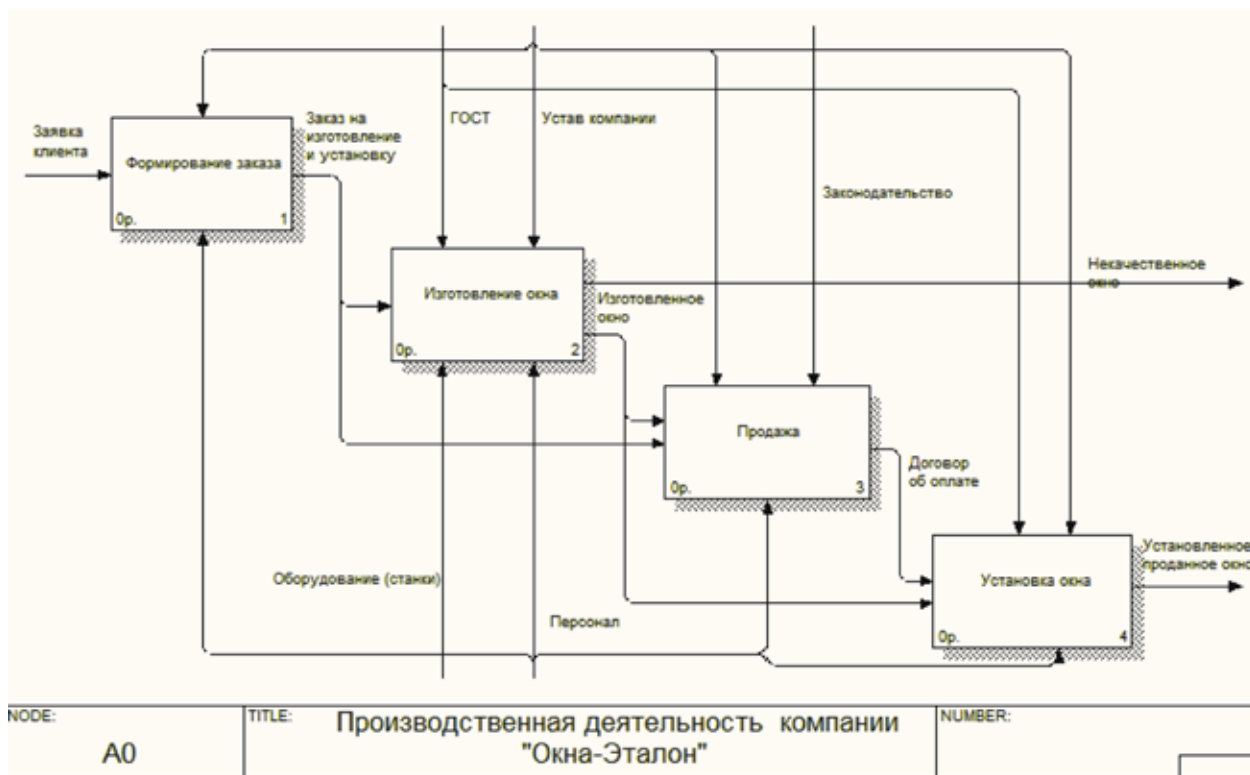 Заявка
клиента
Формирование заказа
0р.
1
Заказ на
изготовление
и установку
ГОСТ
Устав компании
Законодательство
Изготовление окна
0р.
2
Некачественное
окно
Изготовленное
окно
Продажа
0р.
3
Договор
об оплате
Установка окна
0р.
4
Установленное
проданное окно
Оборудование (станки)
Персонал
NODE:
A0
TITLE:
Производственная деятельность компании
"Окна-Эталон"
NUMBER: